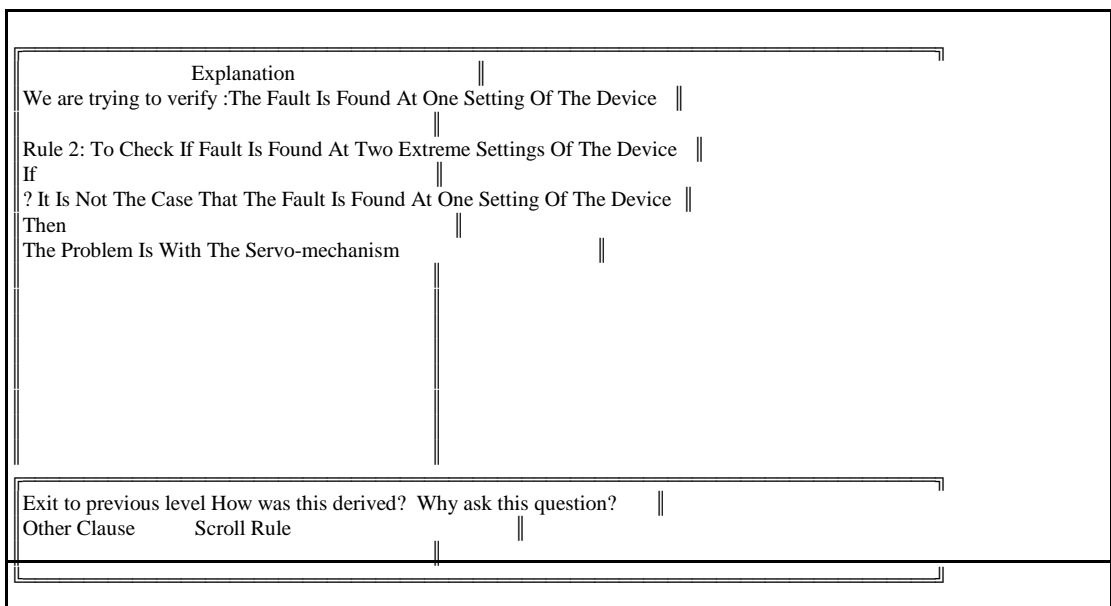 Explanation
We are trying to verify :The Fault Is Found At One Setting Of The Device
Rule 2: To Check If Fault Is Found At Two Extreme Settings Of The Device
If
? It Is Not The Case That The Fault Is Found At One Setting Of The Device
Then
The Problem Is With The Servo-mechanism
Exit to previous level How was this derived?  Why ask this question?
Other Clause Scroll Rule